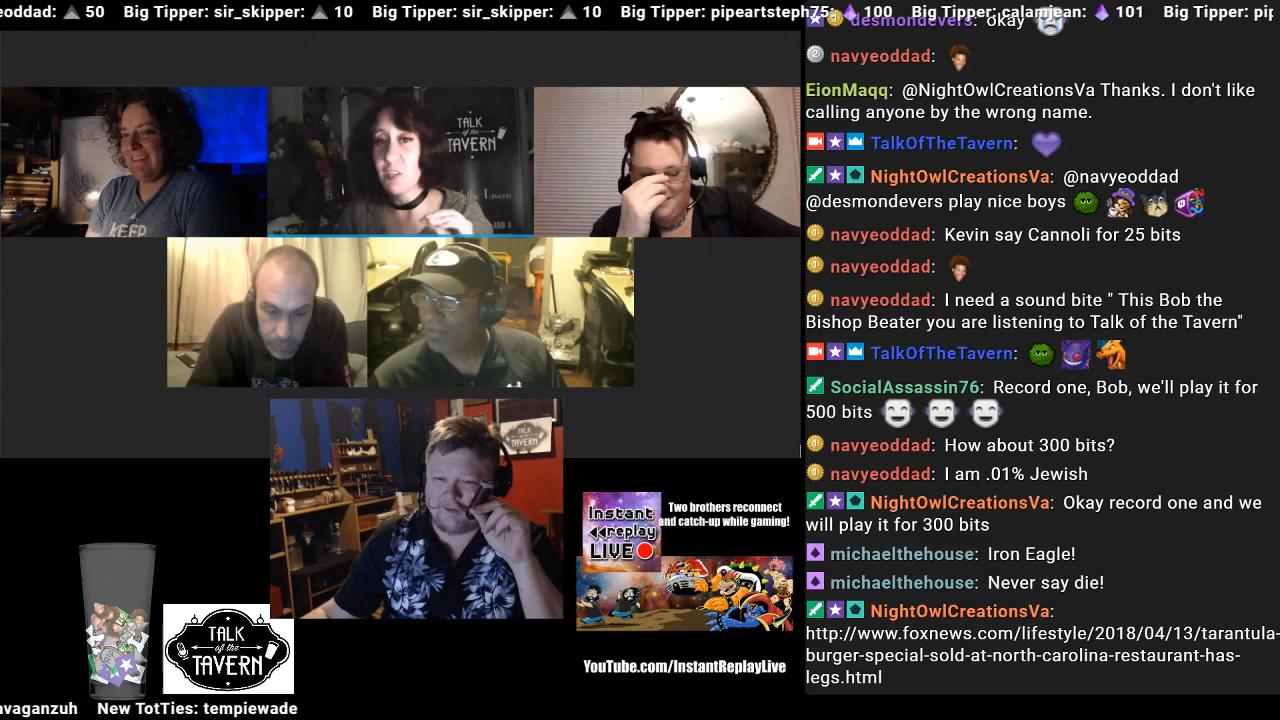 eoddad: 50 Big Tipper: sir_skipper: 10 Big Tipper: sir_skipper: 10 Big Tipper: pipeartsteph75: 100 Big Tipper: calamjean: 101 Big Tipper: pip
desmondevers: okay
navyeoddad:
EionMaqq: @NightOwlCreationsVa Thanks. I don't like
calling anyone by the wrong name.
TalkOfTheTavern:
NightOwlCreationsVa: @navyeoddad
@desmondevers play nice boys
navyeoddad: Kevin say Cannoli for 25 bits
navyeoddad:
navyeoddad: I need a sound bite " This Bob the
Bishop Beater you are listening to Talk of the Tavern"
TalkOfTheTavern:
SocialAssassin76: Record one, Bob, we'll play it for
500 bits
navyeoddad: How about 300 bits?
navyeoddad: I am .01% Jewish
NightOwlCreationsVa: Okay record one and we
will play it for 300 bits
michaelthehouse: Iron Eagle!
michaelthehouse: Never say die!
NightOwlCreationsVa:
http://www.foxnews.com/lifestyle/2018/04/13/tarantula-
burger-special-sold-at-north-carolina-restaurant-has-
legs.html
KEEP
TALK
of the
TAVERN
TALK
of the
TAVERN
Instant
replay
LIVE
Two brothers reconnect
and catch-up while gaming!
TALK
of the
TAVERN
YouTube.com/InstantReplayLive
avaganzuh New TotTies: tempiewade